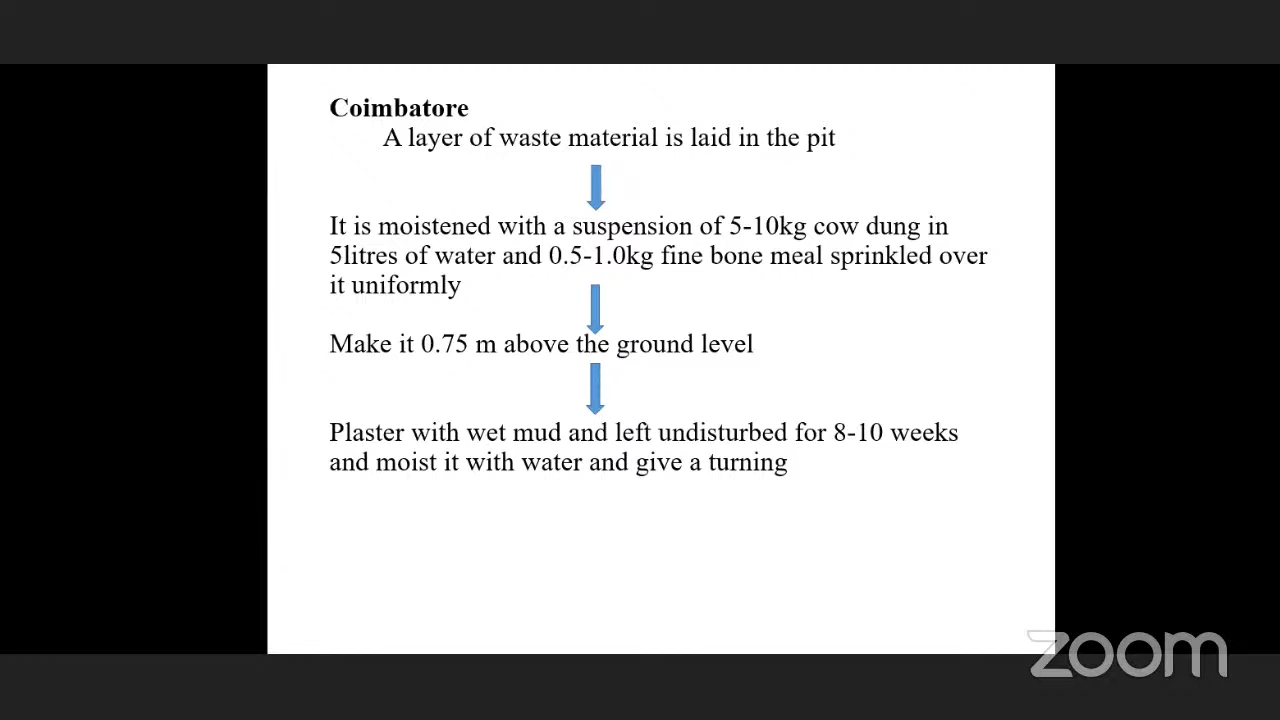 Coimbatore
A layer of waste material is laid in the pit
It is moistened with a suspension of 5-10kg cow dung in
5litres of water and 0.5-1.0kg fine bone meal sprinkled over
it uniformly
Make it 0.75 m above the ground level
Plaster with wet mud and left undisturbed for 8-10 weeks
and moist it with water and give a turning
zoom